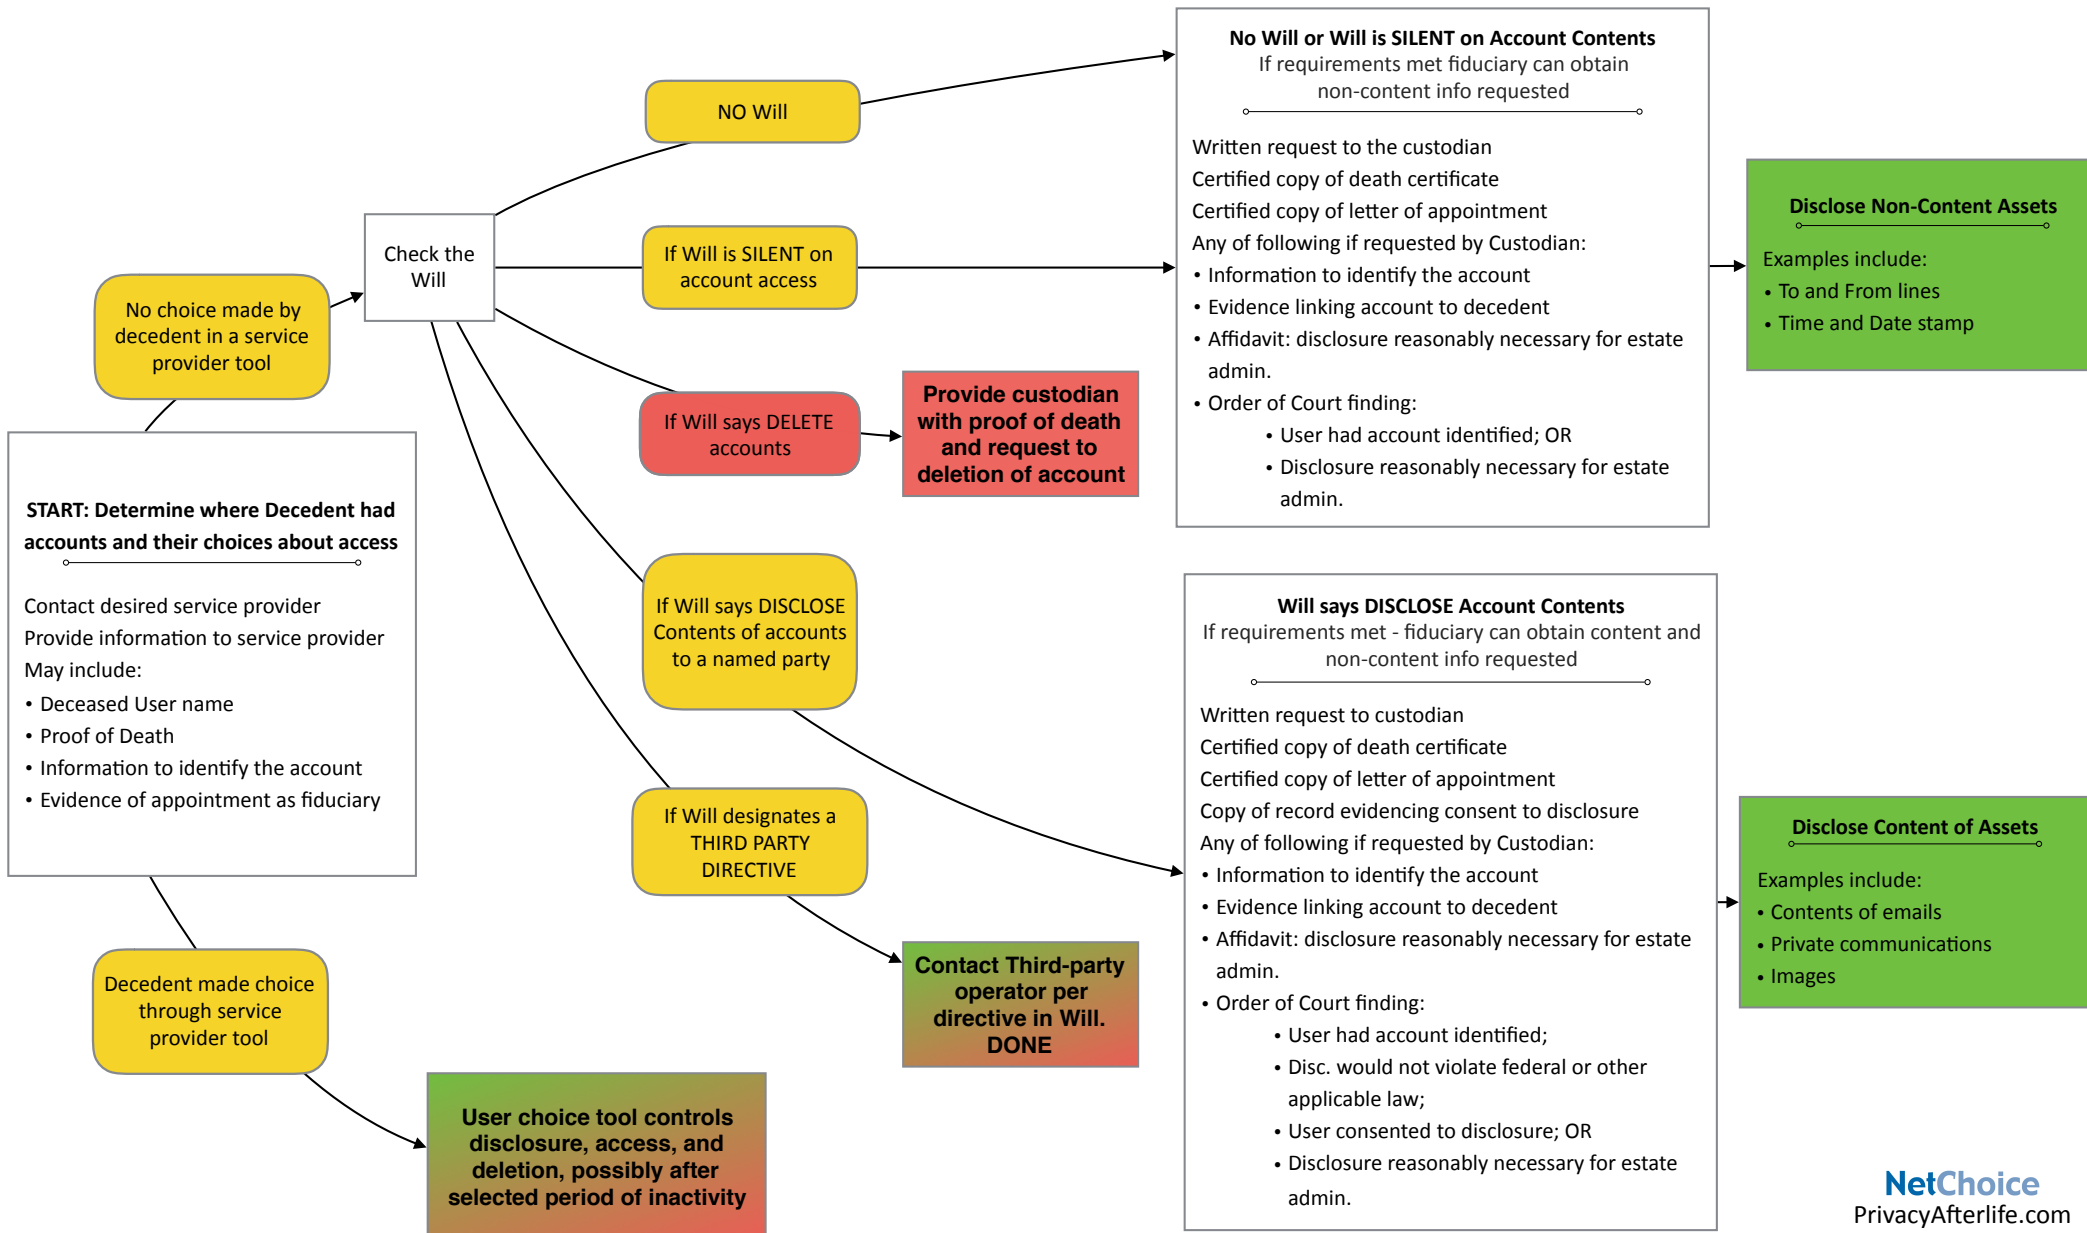 START: Determine where Decedent had
accounts and their choices about access
Contact desired service provider
Provide information to service provider
May include:
• Deceased User name
• Proof of Death
• Information to identify the account
• Evidence of appointment as fiduciary
No choice made by
decedent in a service
provider tool
Decedent made choice
through service
provider tool
User choice tool controls
disclosure, access, and
deletion, possibly after
selected period of inactivity
Check the
Will
NO Will
If Will is SILENT on
account access
If Will says DELETE
accounts
Provide custodian
with proof of death
and request to
deletion of account
If Will says DISCLOSE
Contents of accounts
to a named party
If Will designates a
THIRD PARTY
DIRECTIVE
Contact Third-party
operator per
directive in Will.
DONE
No Will or Will is SILENT on Account Contents
If requirements met fiduciary can obtain
non-content info requested
Written request to the custodian
Certified copy of death certificate
Certified copy of letter of appointment
Any of following if requested by Custodian:
• Information to identify the account
• Evidence linking account to decedent
• Affidavit: disclosure reasonably necessary for estate
admin.
• Order of Court finding:
• User had account identified; OR
• Disclosure reasonably necessary for estate
admin.
Disclose Non-Content Assets
Examples include:
• To and From lines
• Time and Date stamp
Will says DISCLOSE Account Contents
If requirements met - fiduciary can obtain content and
non-content info requested
Written request to custodian
Certified copy of death certificate
Certified copy of letter of appointment
Copy of record evidencing consent to disclosure
Any of following if requested by Custodian:
• Information to identify the account
• Evidence linking account to decedent
• Affidavit: disclosure reasonably necessary for estate
admin.
• Order of Court finding:
• User had account identified;
• Disc. would not violate federal or other
applicable law;
• User consented to disclosure; OR
• Disclosure reasonably necessary for estate
admin.
Disclose Content of Assets
Examples include:
• Contents of emails
• Private communications
• Images
NetChoice
PrivacyAfterlife.com